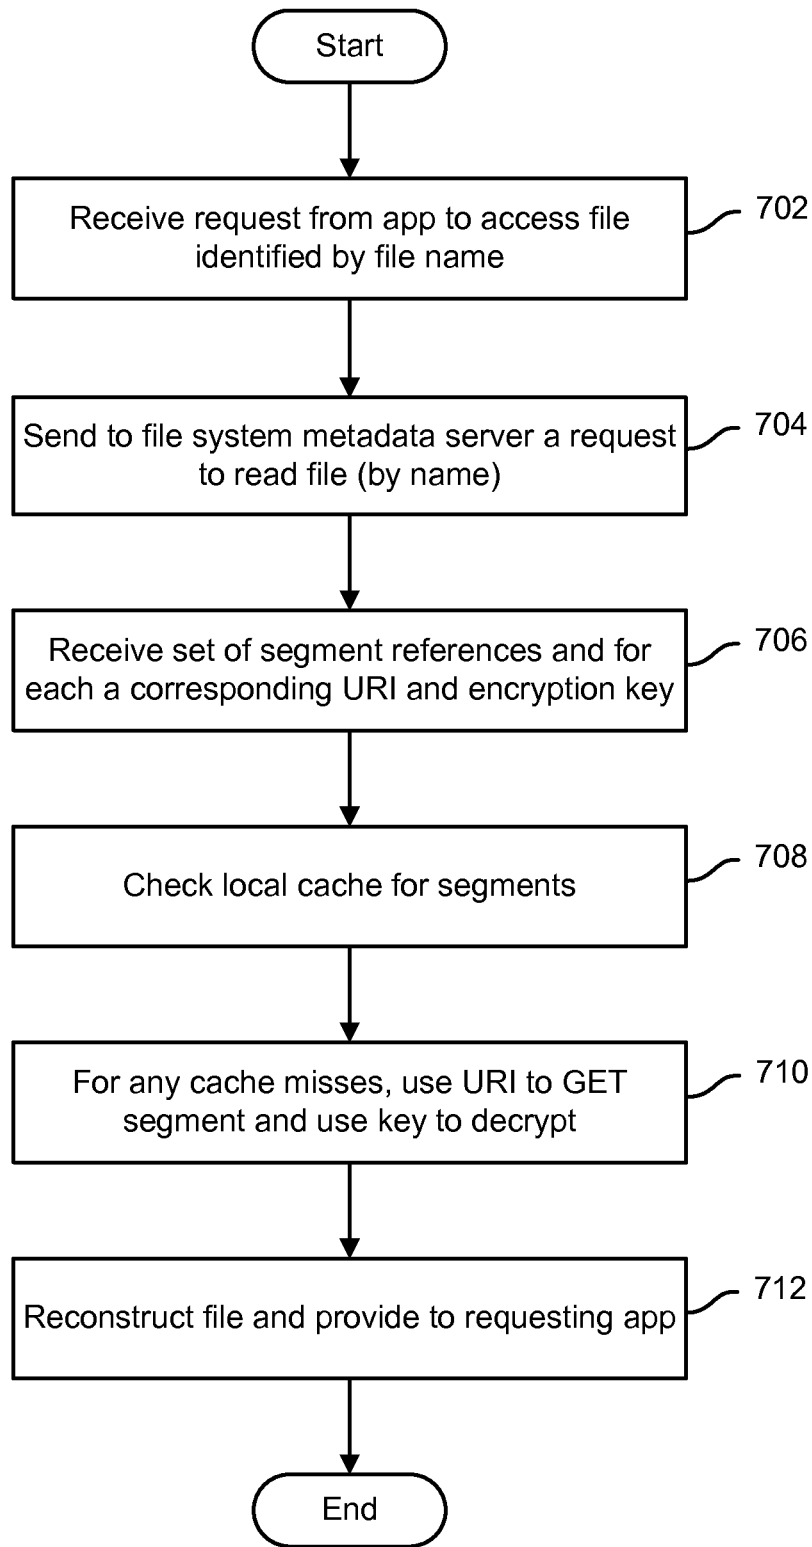 Start
Receive request from app to access file
identified by file name
702
Send to file system metadata server a request
to read file (by name)
704
Receive set of segment references and for
each a corresponding URI and encryption key
706
Check local cache for segments
708
For any cache misses, use URI to GET
segment and use key to decrypt
710
Reconstruct file and provide to requesting app
712
End